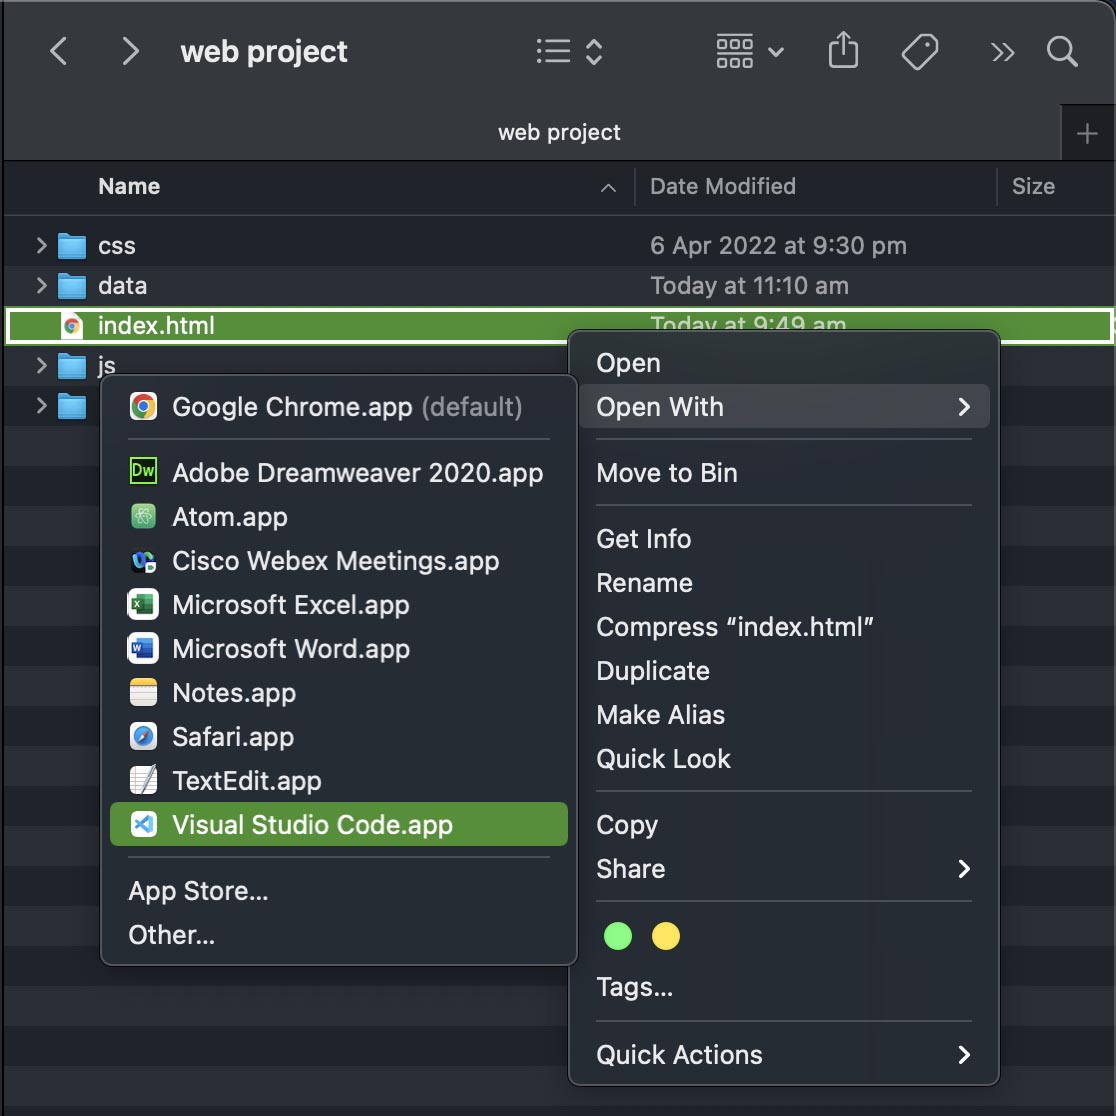 web project
web project
Name Date Modified Size
css 6 Apr 2022 at 9:30 pm
data Today at 11:10 am
index.html Today at 9:49 am
js
Google Chrome.app (default)
Adobe Dreamweaver 2020.app
Atom.app
Cisco Webex Meetings.app
Microsoft Excel.app
Microsoft Word.app
Notes.app
Safari.app
TextEdit.app
Visual Studio Code.app
App Store...
Other...
Open
Open With
Move to Bin
Get Info
Rename
Compress “index.html”
Duplicate
Make Alias
Quick Look
Copy
Share
Tags...
Quick Actions